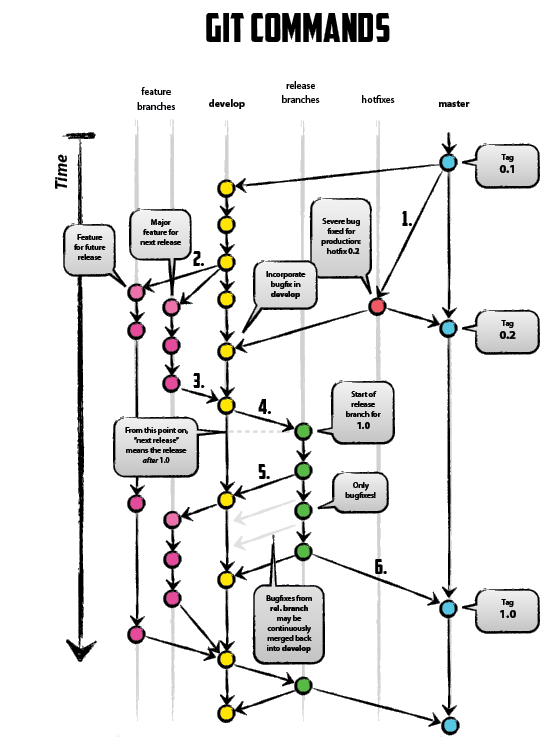 GIT COMMANDS
feature
branches
develop
release
branches
hotfixes
master
Time
Tag
0.1
1.
Major
feature for
next release
Severe bug
fixed for
production:
hotfix 0.2
Feature
for future
release
2.
Incorporate
bugfix in
develop
Tag
0.2
3.
4.
Start of
release
branch for
1.0
From this point on,
“next release”
means the release
after 1.0
5.
Only
bugfixes!
6.
Bugfixes from
rel. branch
may be
continuously
merged back
into develop
Tag
1.0